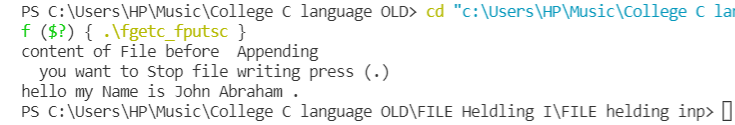 PS C:\Users\HP\Music\College C language OLD> cd "c:\Users\HP\Music\College C lan
f ($?) { .\fgetc_fputsc }
content of File before  Appending
  you want to Stop file writing press (.)
hello my Name is John Abraham .
PS C:\Users\HP\Music\College C language OLD\FILE Heldling I\FILE helding inp>